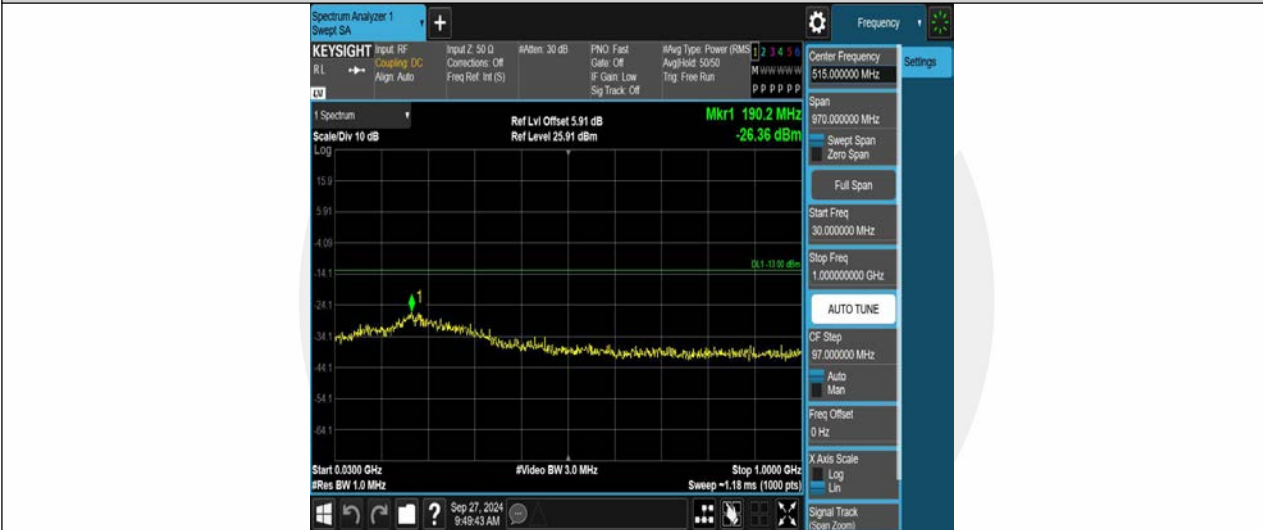 Spectrum Analyzer 1
Swept SA
+
Frequency
KEYSIGHT
RL
Input: RF
Coupling: DC
Align: Auto
Input Z: 50 Ω
Corrections: Off
Freq Ref: Int (S)
#Atten: 30 dB
PNO: Fast
Gate: Off
IF Gain: Low
Sig Track: Off
#Avg Type: Power (RMS
Avg|Hold: 50/50
Trig: Free Run
1 2 3 4 5 6
M w w w w w
P P P P P P
1 Spectrum
Scale/Div 10 dB
Log
Ref Lvl Offset 5.91 dB
Ref Level 25.91 dBm
Mkr1 190.2 MHz
-26.36 dBm
15.9
5.91
-4.09
DL1 -13.00 dBm
-14.1
-24.1
1
-34.1
-44.1
-54.1
-64.1
Start 0.0300 GHz
#Res BW 1.0 MHz
#Video BW 3.0 MHz
Stop 1.0000 GHz
Sweep ~1.18 ms (1000 pts)
?
Sep 27, 2024
9:49:43 AM
Center Frequency
515.000000 MHz
Settings
Span
970.000000 MHz
Swept Span
Zero Span
Full Span
Start Freq
30.000000 MHz
Stop Freq
1.000000000 GHz
AUTO TUNE
CF Step
97.000000 MHz
Auto
Man
Freq Offset
0 Hz
X Axis Scale
Log
Lin
Signal Track
(Span Zoom)